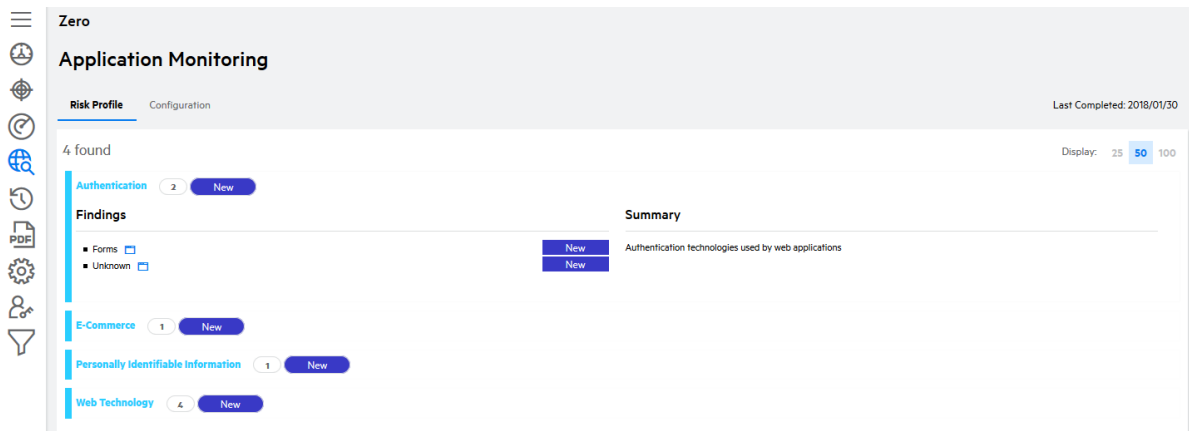 Zero
Application Monitoring
Risk Profile Configuration Last Completed: 2018/01/30
4 found Display: 25 50 100
Authentication 2 New
Findings Summary
Forms New Authentication technologies used by web applications
Unknown New
E-Commerce 1 New
Personally Identifiable Information 1 New
Web Technology 4 New
PDF